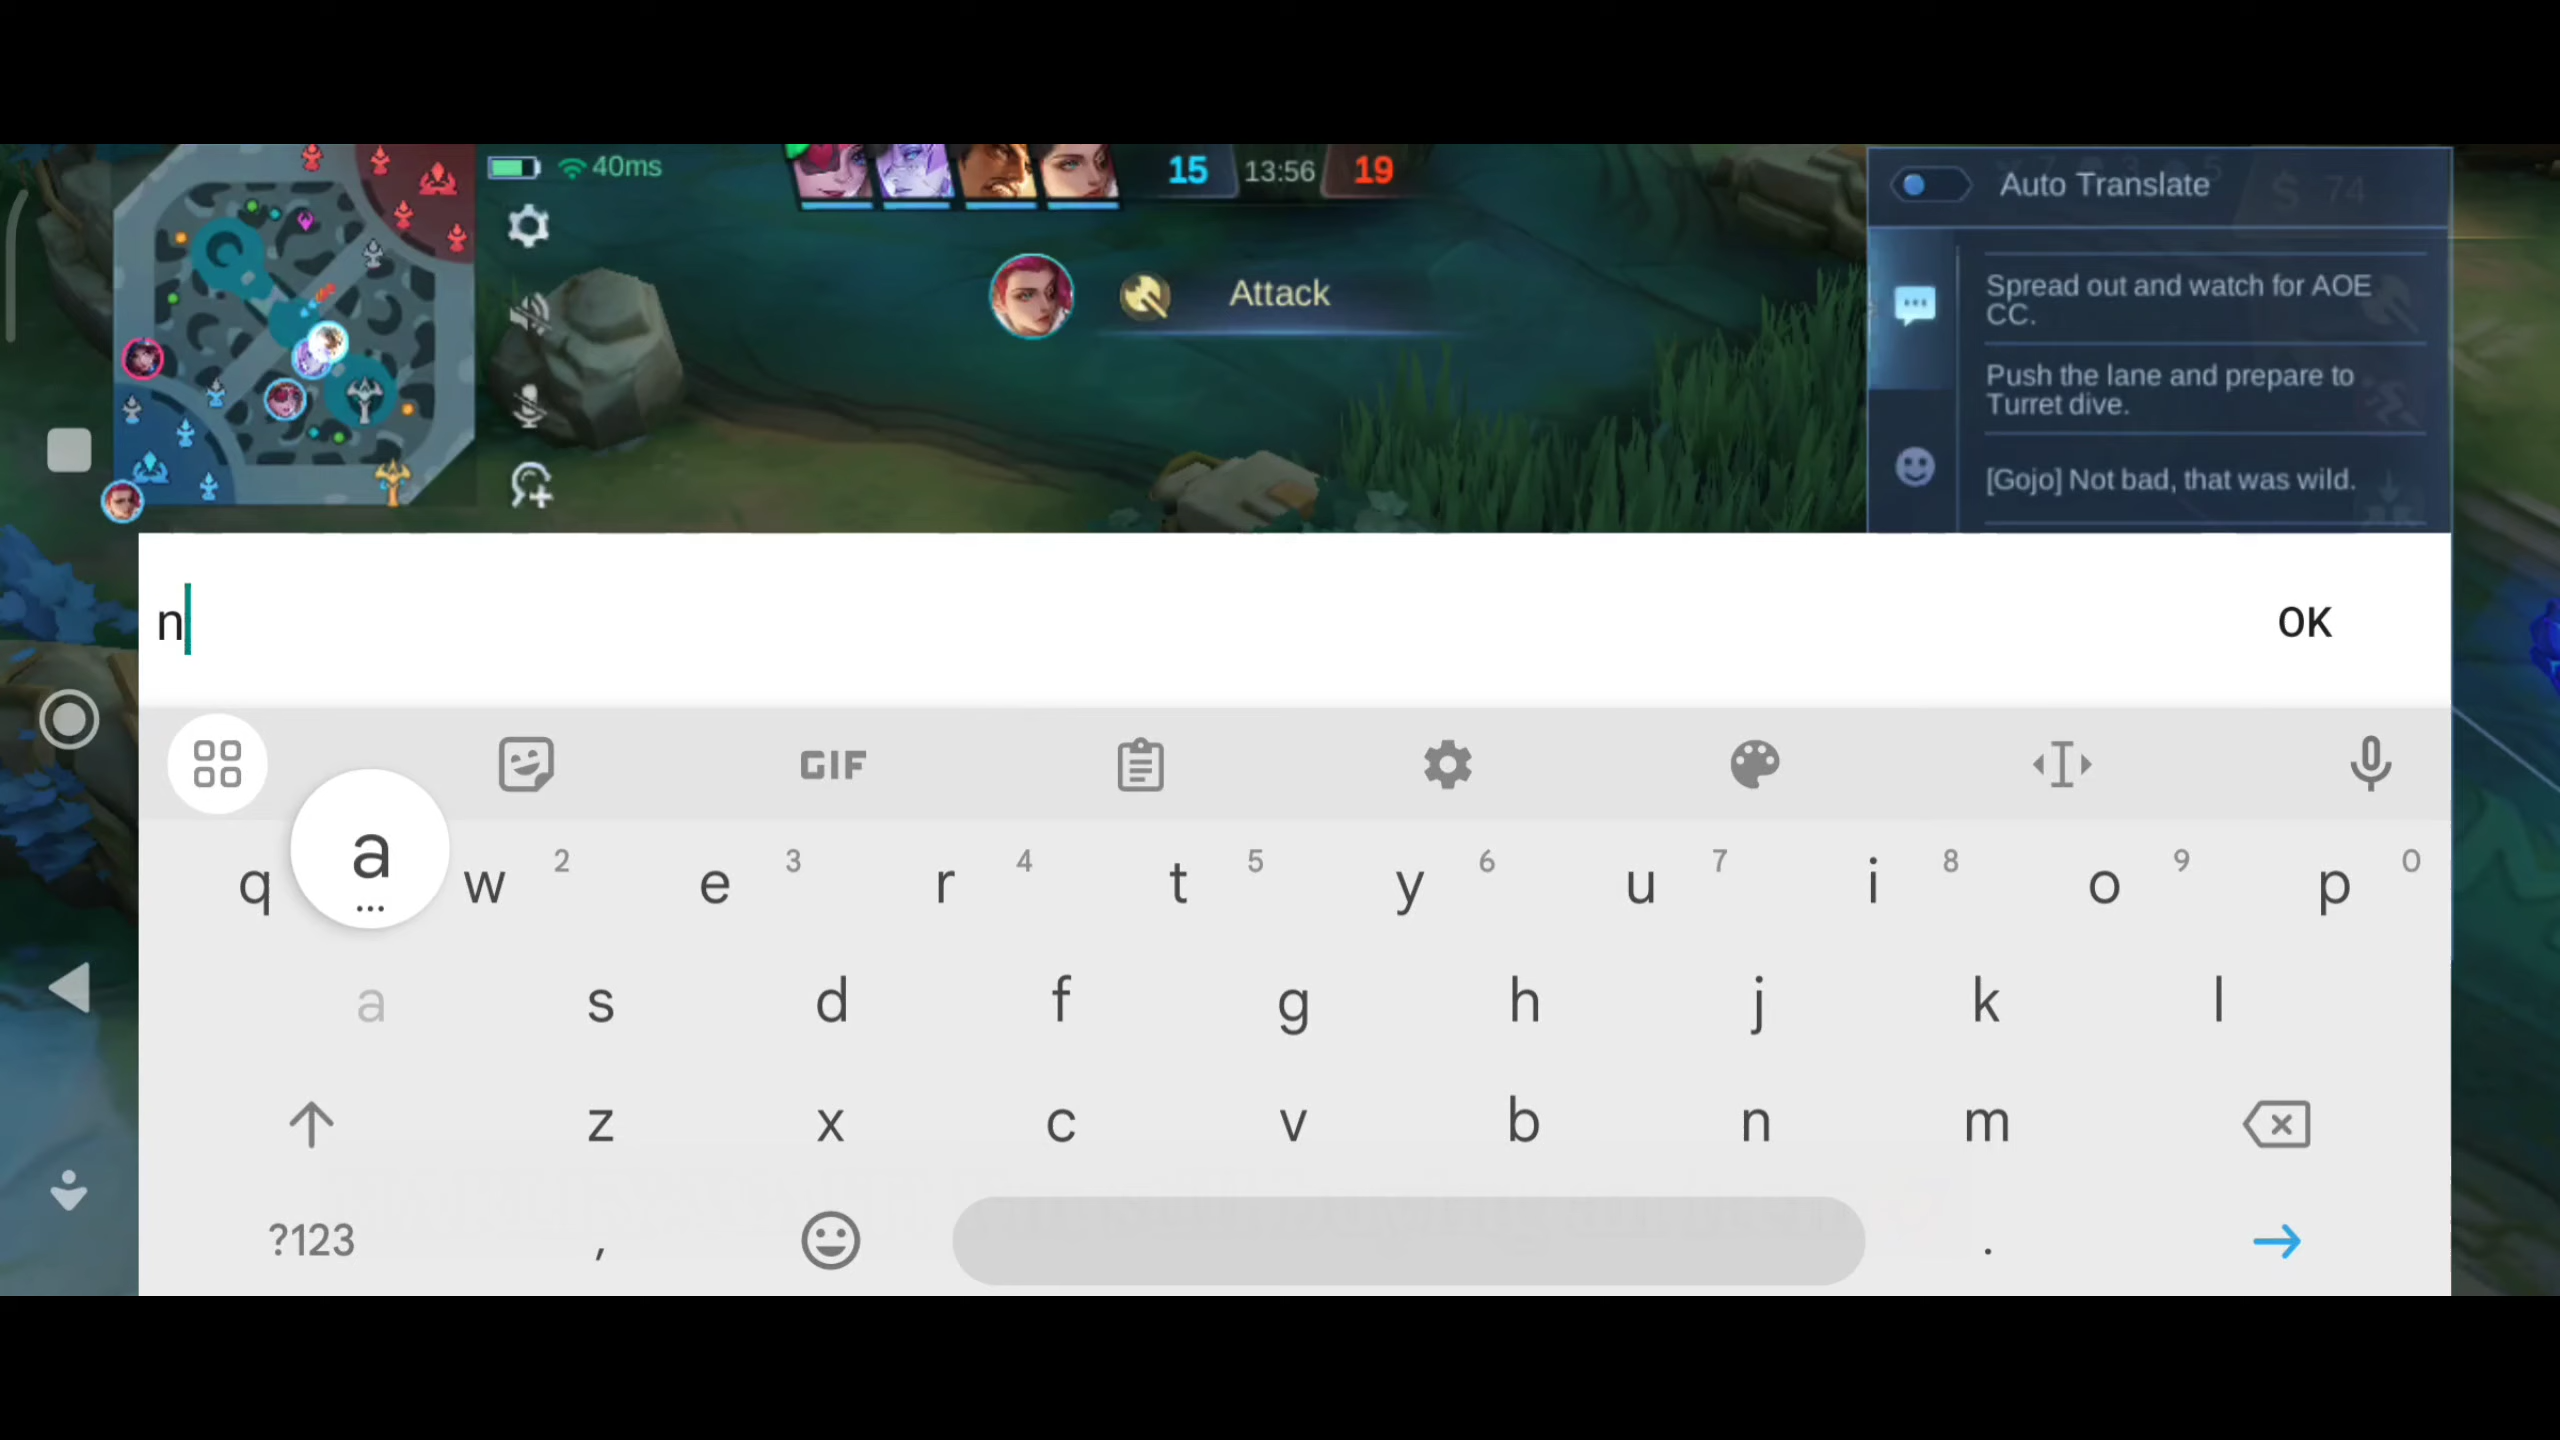 40ms
15 13:56 19
Attack
$ 74
Auto Translate
Spread out and watch for AOE
CC.
Push the lane and prepare to
Turret dive.
[Gojo] Not bad, that was wild.
n
OK
GIF
a
...
q w 2 e 3 r 4 t 5 y 6 u 7 i 8 o 9 p 0
a s d f g h j k l
z x c v b n m
?123 , .